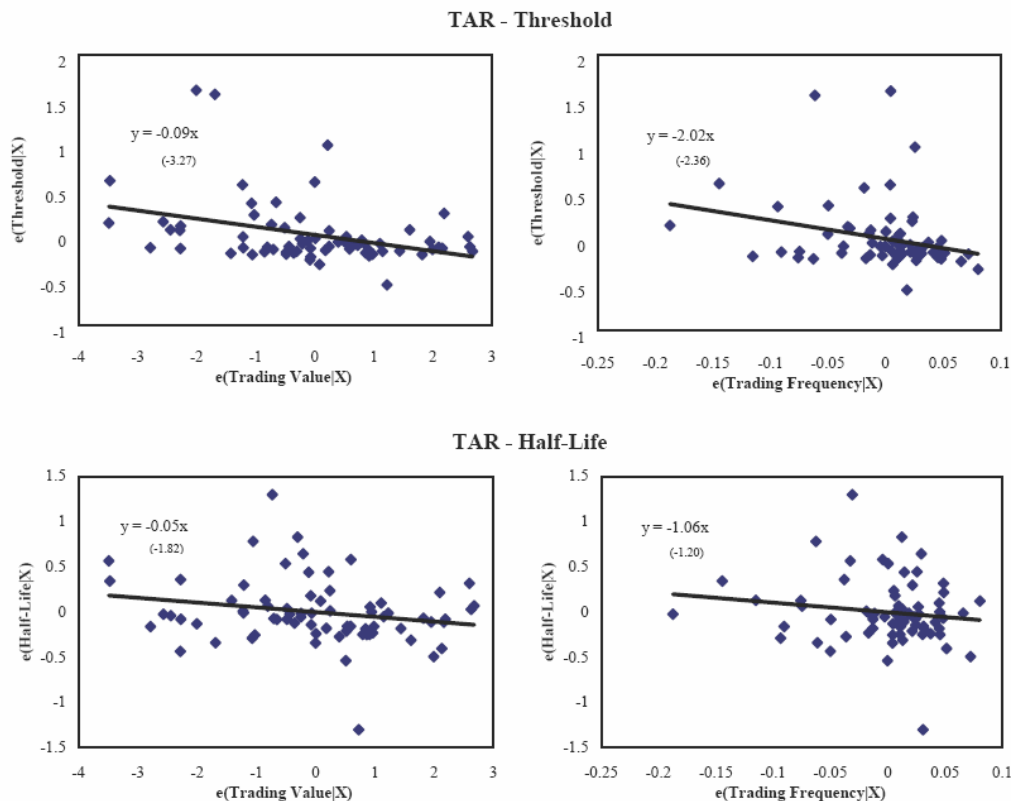 TAR - Threshold
2
1.5
1
0.5
0
-0.5
-1
e(Threshold|X)
y = -0.09x
(-3.27)
-4 -3 -2 -1 0 1 2 3
e(Trading Value|X)
2
1.5
1
0.5
0
-0.5
-1
e(Threshold|X)
y = -2.02x
(-2.36)
-0.25 -0.2 -0.15 -0.1 -0.05 0 0.05 0.1
e(Trading Frequency|X)
TAR - Half-Life
1.5
1
0.5
0
-0.5
-1
-1.5
e(Half-Life|X)
y = -0.05x
(-1.82)
-4 -3 -2 -1 0 1 2 3
e(Trading Value|X)
1.5
1
0.5
0
-0.5
-1
-1.5
e(Half-Life|X)
y = -1.06x
(-1.20)
-0.25 -0.2 -0.15 -0.1 -0.05 0 0.05 0.1
e(Trading Frequency|X)